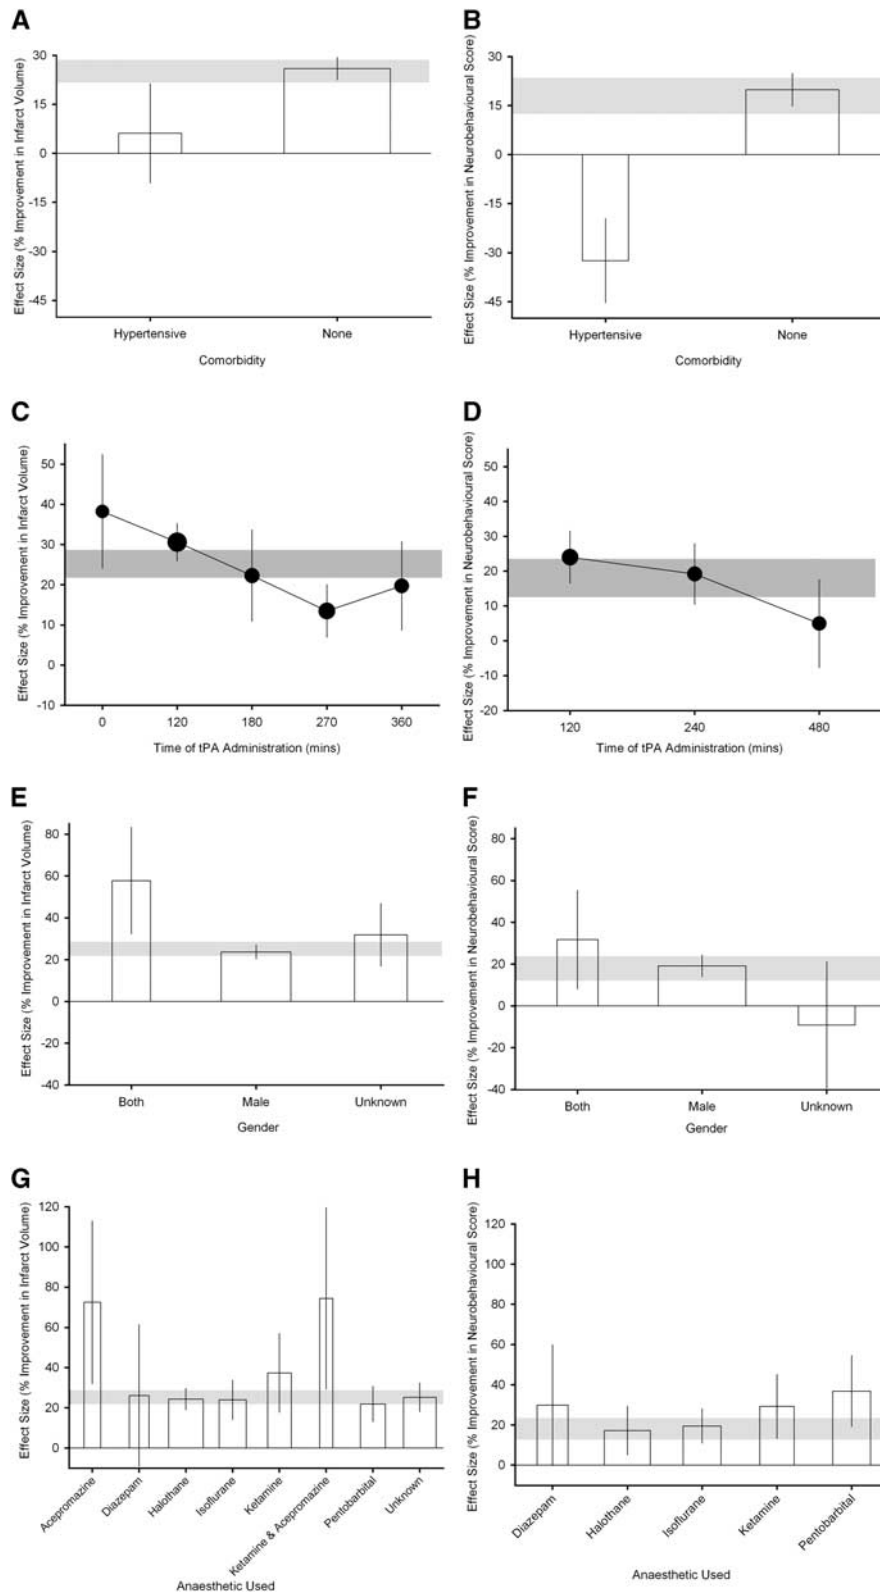 A
Effect Size (% Improvement in Infarct Volume)
30
15
0
-15
-30
-45
Hypertensive None
Comorbidity
B
Effect Size (% Improvement in Neurobehavioural Score)
30
15
0
-15
-30
-45
Hypertensive None
Comorbidity
C
Effect Size (% Improvement in Infarct Volume)
50
40
30
20
10
0
-10
0 120 180 270 360
Time of tPA Administration (mins)
D
Effect Size (% Improvement in Neurobehavioural Score)
50
40
30
20
10
0
-10
-20
120 240 480
Time of tPA Administration (mins)
E
Effect Size (% Improvement in Infarct Volume)
80
60
40
20
0
-20
-40
Both Male Unknown
Gender
F
Effect Size (% Improvement in Neurobehavioural Score)
80
60
40
20
0
-20
-40
Both Male Unknown
Gender
G
Effect Size (% Improvement in Infarct Volume)
120
100
80
60
40
20
0
Acepromazine
Diazepam
Halothane
Isoflurane
Ketamine
Ketamine & Acepromazine
Pentobarbital
Unknown
Anaesthetic Used
H
Effect Size (% Improvement in Neurobehavioural Score)
120
100
80
60
40
20
0
Diazepam
Halothane
Isoflurane
Ketamine
Pentobarbital
Anaesthetic Used